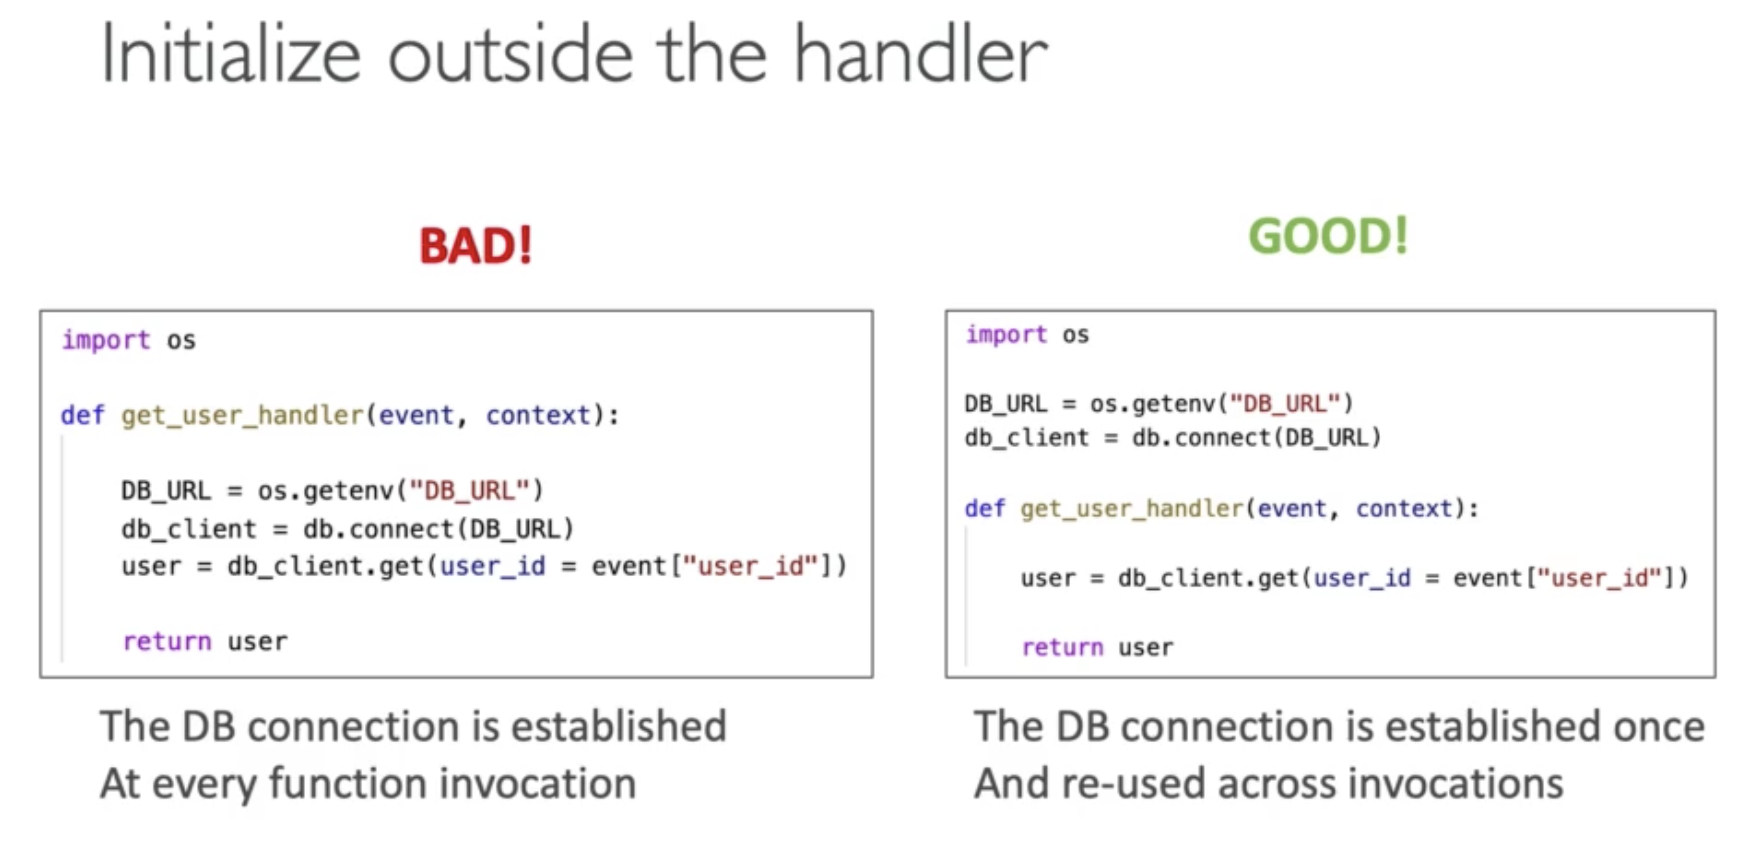 Initialize outside the handler
BAD!
import os
def get_user_handler(event, context):
DB_URL = os.getenv("DB_URL")
db_client = db.connect(DB_URL)
user = db_client.get(user_id = event["user_id"])
return user
The DB connection is established
At every function invocation
GOOD!
import os
DB_URL = os.getenv("DB_URL")
db_client = db.connect(DB_URL)
def get_user_handler(event, context):
user = db_client.get(user_id = event["user_id"])
return user
The DB connection is established once
And re-used across invocations